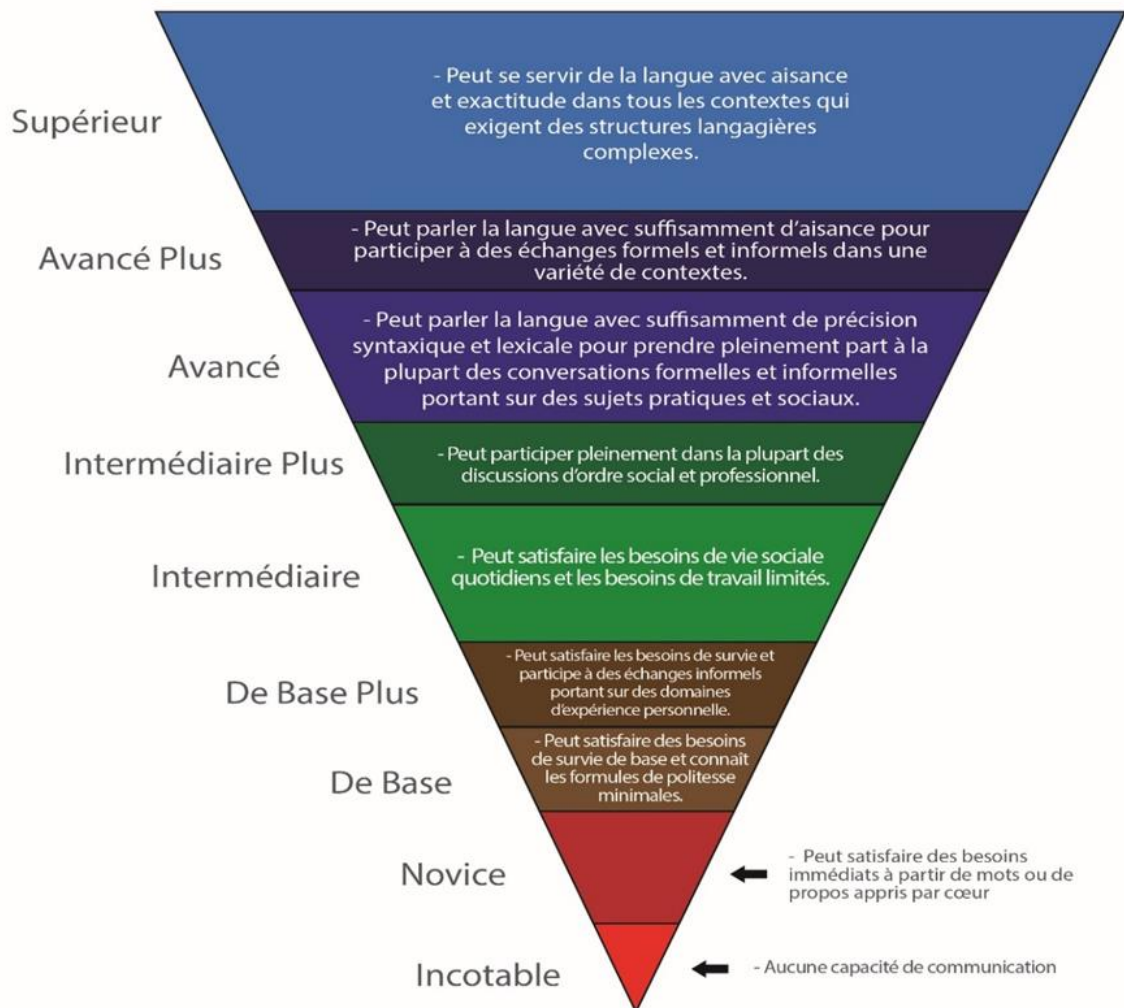 Supérieur
- Peut se servir de la langue avec aisance
et exactitude dans tous les contextes qui
exigent des structures langagières
complexes.
Avancé Plus
- Peut parler la langue avec suffisamment d’aisance pour
participer à des échanges formels et informels dans une
variété de contextes.
Avancé
- Peut parler la langue avec suffisamment de précision
syntaxique et lexicale pour prendre pleinement part à la
plupart des conversations formelles et informelles
portant sur des sujets pratiques et sociaux.
Intermédiaire Plus
- Peut participer pleinement dans la plupart des
discussions d’ordre social et professionnel.
Intermédiaire
- Peut satisfaire les besoins de vie sociale
quotidiens et les besoins de travail limités.
De Base Plus
- Peut satisfaire les besoins de survie et
participe à des échanges informels
portant sur des domaines
d’expérience personnelle.
De Base
- Peut satisfaire des besoins
de survie de base et connaît
les formules de politesse
minimales.
Novice
- Peut satisfaire des besoins
immédiats à partir de mots ou de
propos appris par cœur
Incotable
- Aucune capacité de communication